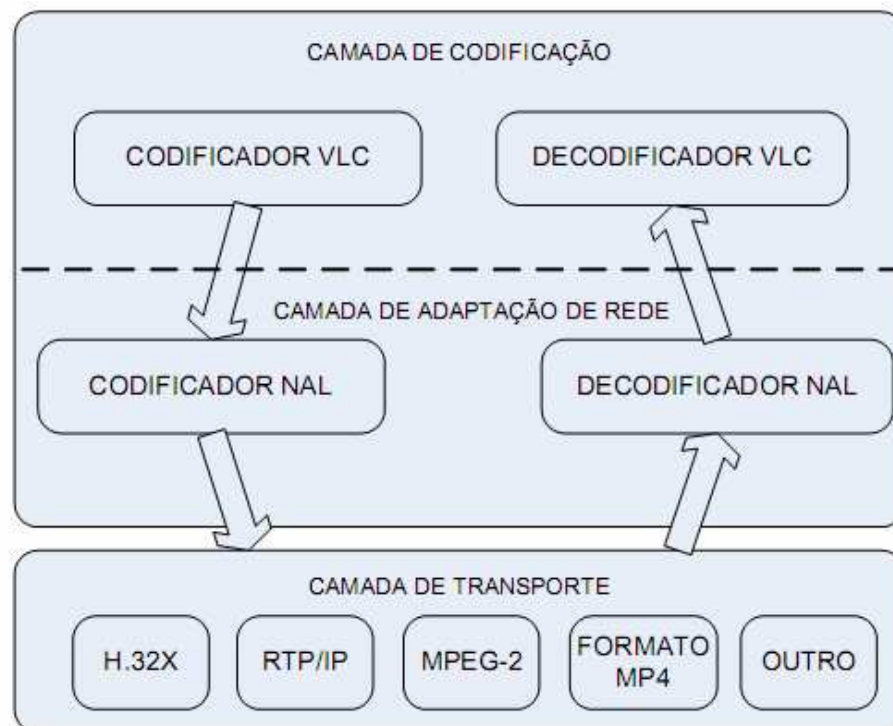 CAMADA DE CODIFICAÇÃO
CODIFICADOR VLC
DECODIFICADOR VLC
CAMADA DE ADAPTAÇÃO DE REDE
CODIFICADOR NAL
DECODIFICADOR NAL
CAMADA DE TRANSPORTE
H.32X
RTP/IP
MPEG-2
FORMATO
MP4
OUTRO